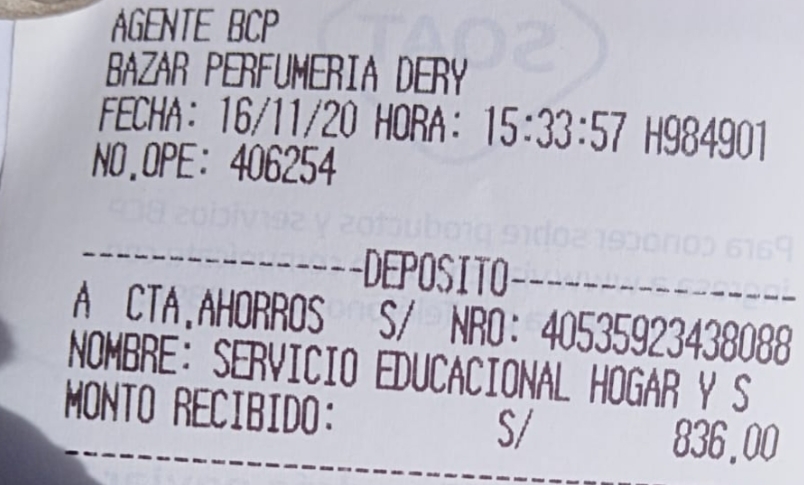 AGENTE BCP
BAZAR PERFUMERIA DERY
FECHA: 16/11/20 HORA: 15:33:57 H984901
NO.OPE: 406254
----------------DEPOSITO----------------
A CTA.AHORROS S/ NRO: 40535923438088
NOMBRE: SERVICIO EDUCACIONAL HOGAR Y S
MONTO RECIBIDO: S/ 836.00
----------------------------------------